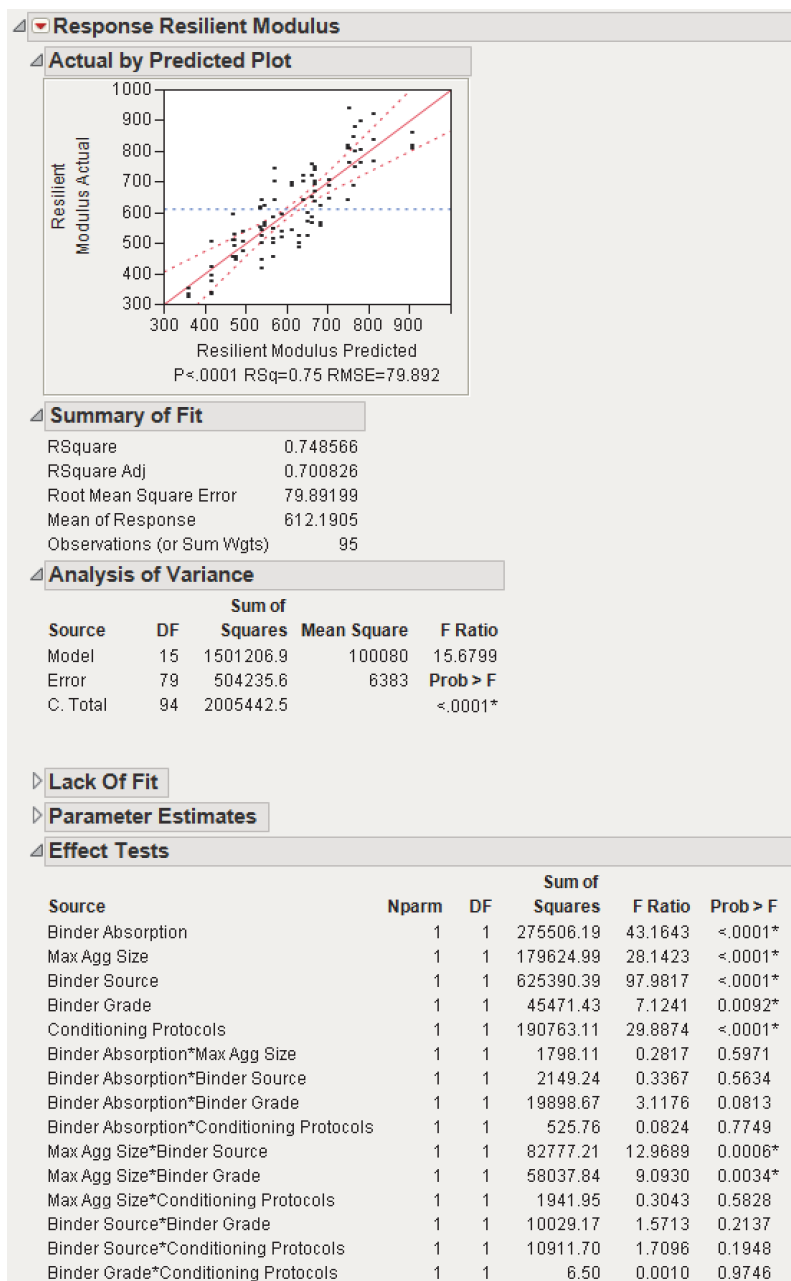 Response Resilient Modulus
Actual by Predicted Plot
1000
900
800
700
600
500
400
300
Resilient
Modulus Actual
300 400 500 600 700 800 900
Resilient Modulus Predicted
P<.0001 RSq=0.75 RMSE=79.892
Summary of Fit
RSquare 0.748566
RSquare Adj 0.700826
Root Mean Square Error 79.89199
Mean of Response 612.1905
Observations (or Sum Wgts) 95
Analysis of Variance
Sum of
Source DF Squares Mean Square F Ratio
Model 15 1501206.9 100080 15.6799
Error 79 504235.6 6383 Prob > F
C. Total 94 2005442.5 <.0001*
Lack Of Fit
Parameter Estimates
Effect Tests
Sum of
Source Nparm DF Squares F Ratio Prob > F
Binder Absorption 1 1 275506.19 43.1643 <.0001*
Max Agg Size 1 1 179624.99 28.1423 <.0001*
Binder Source 1 1 625390.39 97.9817 <.0001*
Binder Grade 1 1 45471.43 7.1241 0.0092*
Conditioning Protocols 1 1 190763.11 29.8874 <.0001*
Binder Absorption*Max Agg Size 1 1 1798.11 0.2817 0.5971
Binder Absorption*Binder Source 1 1 2149.24 0.3367 0.5634
Binder Absorption*Binder Grade 1 1 19898.67 3.1176 0.0813
Binder Absorption*Conditioning Protocols 1 1 525.76 0.0824 0.7749
Max Agg Size*Binder Source 1 1 82777.21 12.9689 0.0006*
Max Agg Size*Binder Grade 1 1 58037.84 9.0930 0.0034*
Max Agg Size*Conditioning Protocols 1 1 1941.95 0.3043 0.5828
Binder Source*Binder Grade 1 1 10029.17 1.5713 0.2137
Binder Source*Conditioning Protocols 1 1 10911.70 1.7096 0.1948
Binder Grade*Conditioning Protocols 1 1 6.50 0.0010 0.9746